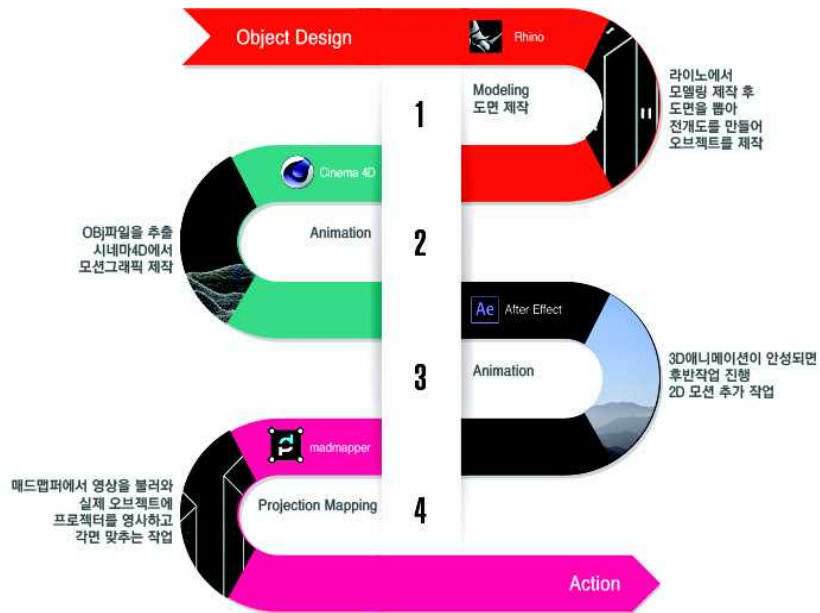 Object Design
Rhino
1
Modeling
도면 제작
라이노에서
모델링 제작 후
도면을 뽑아
전개도를 만들어
오브젝트를 제작
Cinema 4D
2
Animation
OBj파일을 추출
시네마4D에서
모션그래픽 제작
Ae
After Effect
3
Animation
3D애니메이션이 안성되면
후반작업 진행
2D 모션 추가 작업
madmapper
4
Projection Mapping
매드맵퍼에서 영상을 불러와
실제 오브젝트에
프로젝터를 영사하고
각면 맞추는 작업
Action